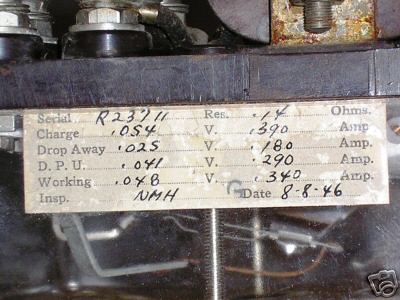 Serial R23711 Res. .14 Ohms.
Charge .054 V. .390 Amp
Drop Away .025 V. .180 Amp.
D. P. U. .041 V. .290 Amp.
Working .048 V. .340 Amp.
Insp. NMH G Date 8-8-46
eBay